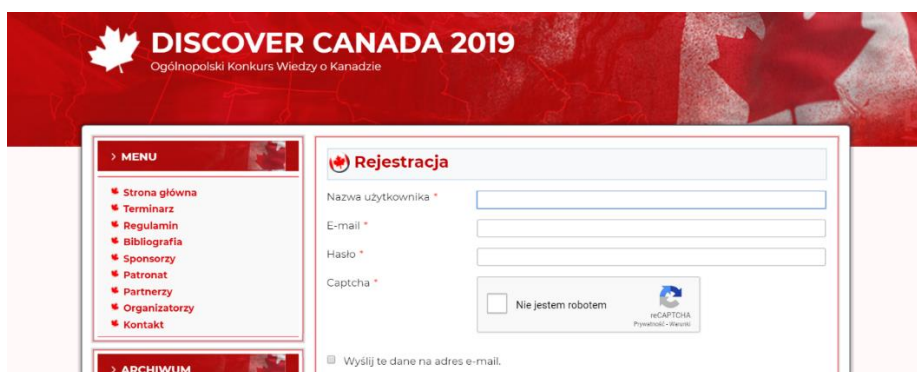 DISCOVER CANADA 2019
Ogólnopolski Konkurs Wiedzy o Kanadzie
> MENU
Strona główna
Terminarz
Regulamin
Bibliografia
Sponsorzy
Patronat
Partnerzy
Organizatorzy
Kontakt
> ARCHIWUM
Rejestracja
Nazwa użytkownika *
E-mail *
Hasło *
Captcha *
Nie jestem robotem
reCAPTCHA
Prywatność - Warunki
Wyślij te dane na adres e-mail.